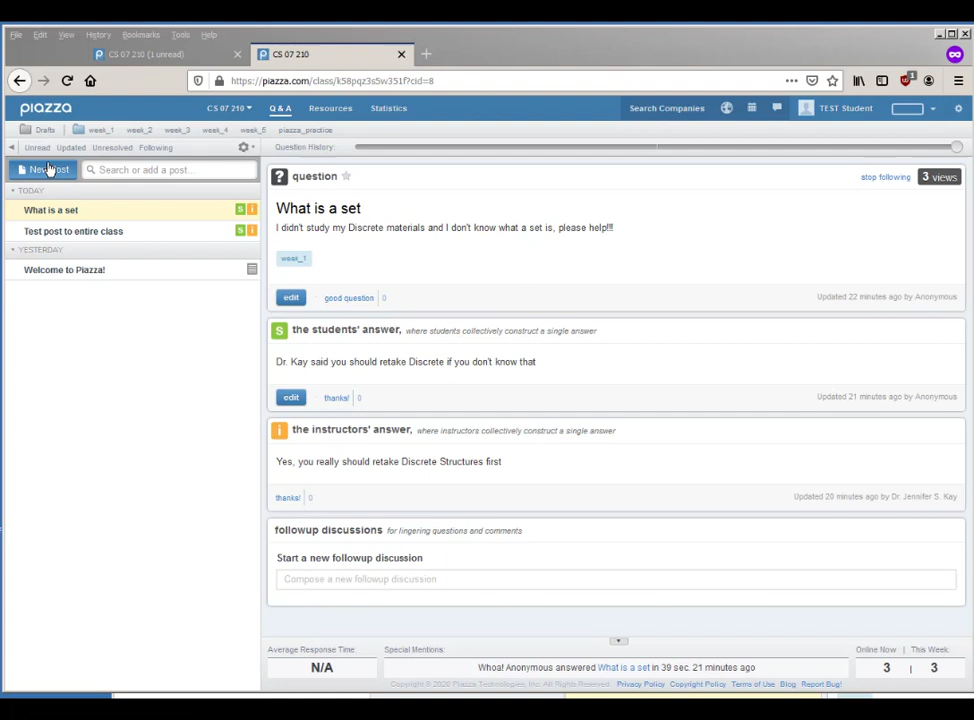 File Edit View History Bookmarks Tools Help
CS 07 210 (1 unread) CS 07 210
https://piazza.com/class/k58pqz3s5w351f?cid=8
piazza CS 07 210 Q & A Resources Statistics Search Companies TEST Student
Drafts week_1 week_2 week_3 week_4 week_5 piazza_practice
Unread Updated Unresolved Following Question History:
New Post Search or add a post...
TODAY
What is a set S i
Test post to entire class S i
YESTERDAY
Welcome to Piazza!
? question stop following 3 views
What is a set
I didn't study my Discrete materials and I don't know what a set is, please help!!!
week_1
edit good question 0 Updated 22 minutes ago by Anonymous
S the students' answer, where students collectively construct a single answer
Dr. Kay said you should retake Discrete if you don't know that
edit thanks! 0 Updated 21 minutes ago by Anonymous
i the instructors' answer, where instructors collectively construct a single answer
Yes, you really should retake Discrete Structures first
thanks! 0 Updated 20 minutes ago by Dr. Jennifer S. Kay
followup discussions for lingering questions and comments
Start a new followup discussion
Compose a new followup discussion
Average Response Time: Special Mentions: Online Now | This Week:
N/A Whoa! Anonymous answered What is a set in 39 sec. 21 minutes ago 3 | 3
Copyright © 2020 Piazza Technologies, Inc. All Rights Reserved. Privacy Policy Copyright Policy Terms of Use Blog Report Bug!